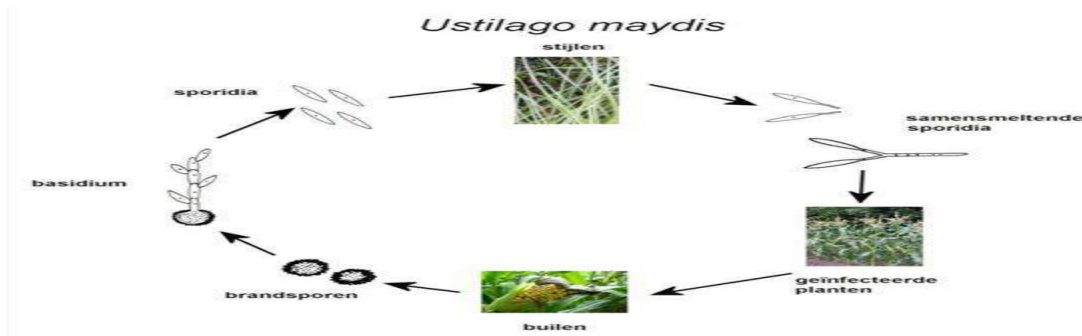 Ustilago maydis
stijlen
sporidia
samensmeltende
sporidia
basidium
geïnfecteerde
planten
brandsporen
builen